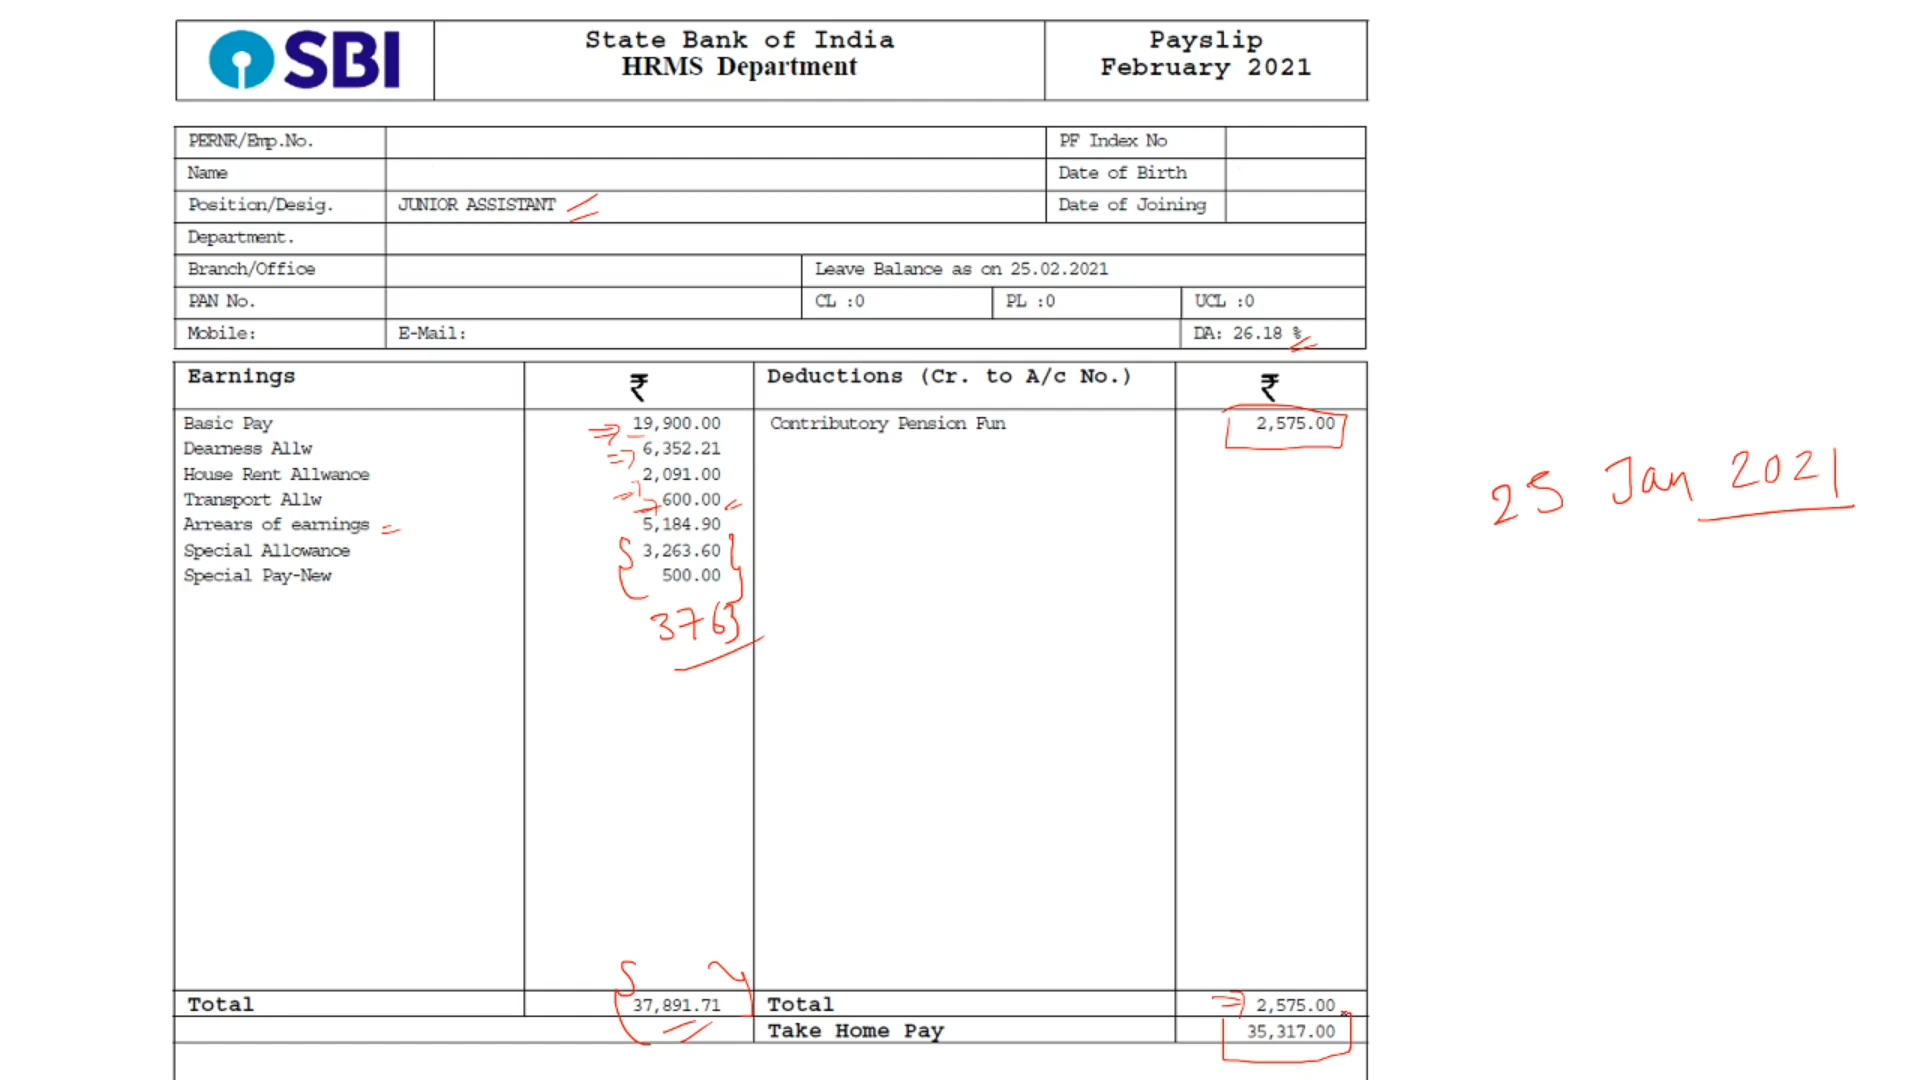 SBI
State Bank of India
HRMS Department
Payslip
February 2021
PERNR/Emp.No.
PF Index No
Name
Date of Birth
Position/Desig. JUNIOR ASSISTANT
Date of Joining
Department.
Branch/Office
Leave Balance as on 25.02.2021
PAN No.
CL :0 PL :0 UCL :0
Mobile: E-Mail: DA: 26.18 %
Earnings ₹ Deductions (Cr. to A/c No.) ₹
Basic Pay 19,900.00 Contributory Pension Fun 2,575.00
Dearness Allw 6,352.21
House Rent Allwance 2,091.00
Transport Allw 600.00
Arrears of earnings 5,184.90
Special Allowance 3,263.60
Special Pay-New 500.00
3763
25 Jan 2021
Total 37,891.71 Total 2,575.00
Take Home Pay 35,317.00